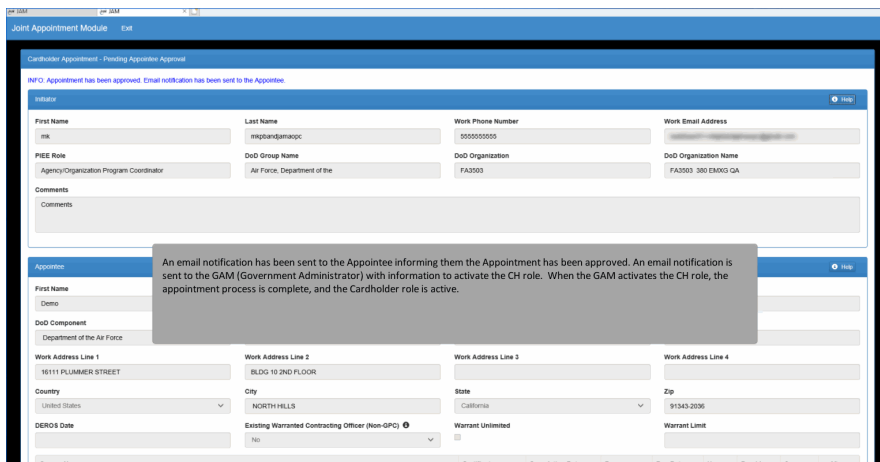 JAM
JAM
Joint Appointment Module Exit
Cardholder Appointment - Pending Appointee Approval
INFO: Appointment has been approved. Email notification has been sent to the Appointee.
Initiator Help
First Name Last Name Work Phone Number Work Email Address
mk mkpbandjamaopc 5555555555
PIEE Role DoD Group Name DoD Organization DoD Organization Name
Agency/Organization Program Coordinator Air Force, Department of the FA3503 FA3503 380 EMXG QA
Comments
Comments
Appointee Help
An email notification has been sent to the Appointee informing them the Appointment has been approved. An email notification is
sent to the GAM (Government Administrator) with information to activate the CH role. When the GAM activates the CH role, the
appointment process is complete, and the Cardholder role is active.
First Name
Demo
DoD Component
Department of the Air Force
Work Address Line 1 Work Address Line 2 Work Address Line 3 Work Address Line 4
16111 PLUMMER STREET BLDG 10 2ND FLOOR
Country City State Zip
United States NORTH HILLS California 91343-2036
DEROS Date Existing Warranted Contracting Officer (Non-GPC) Warrant Unlimited Warrant Limit
No